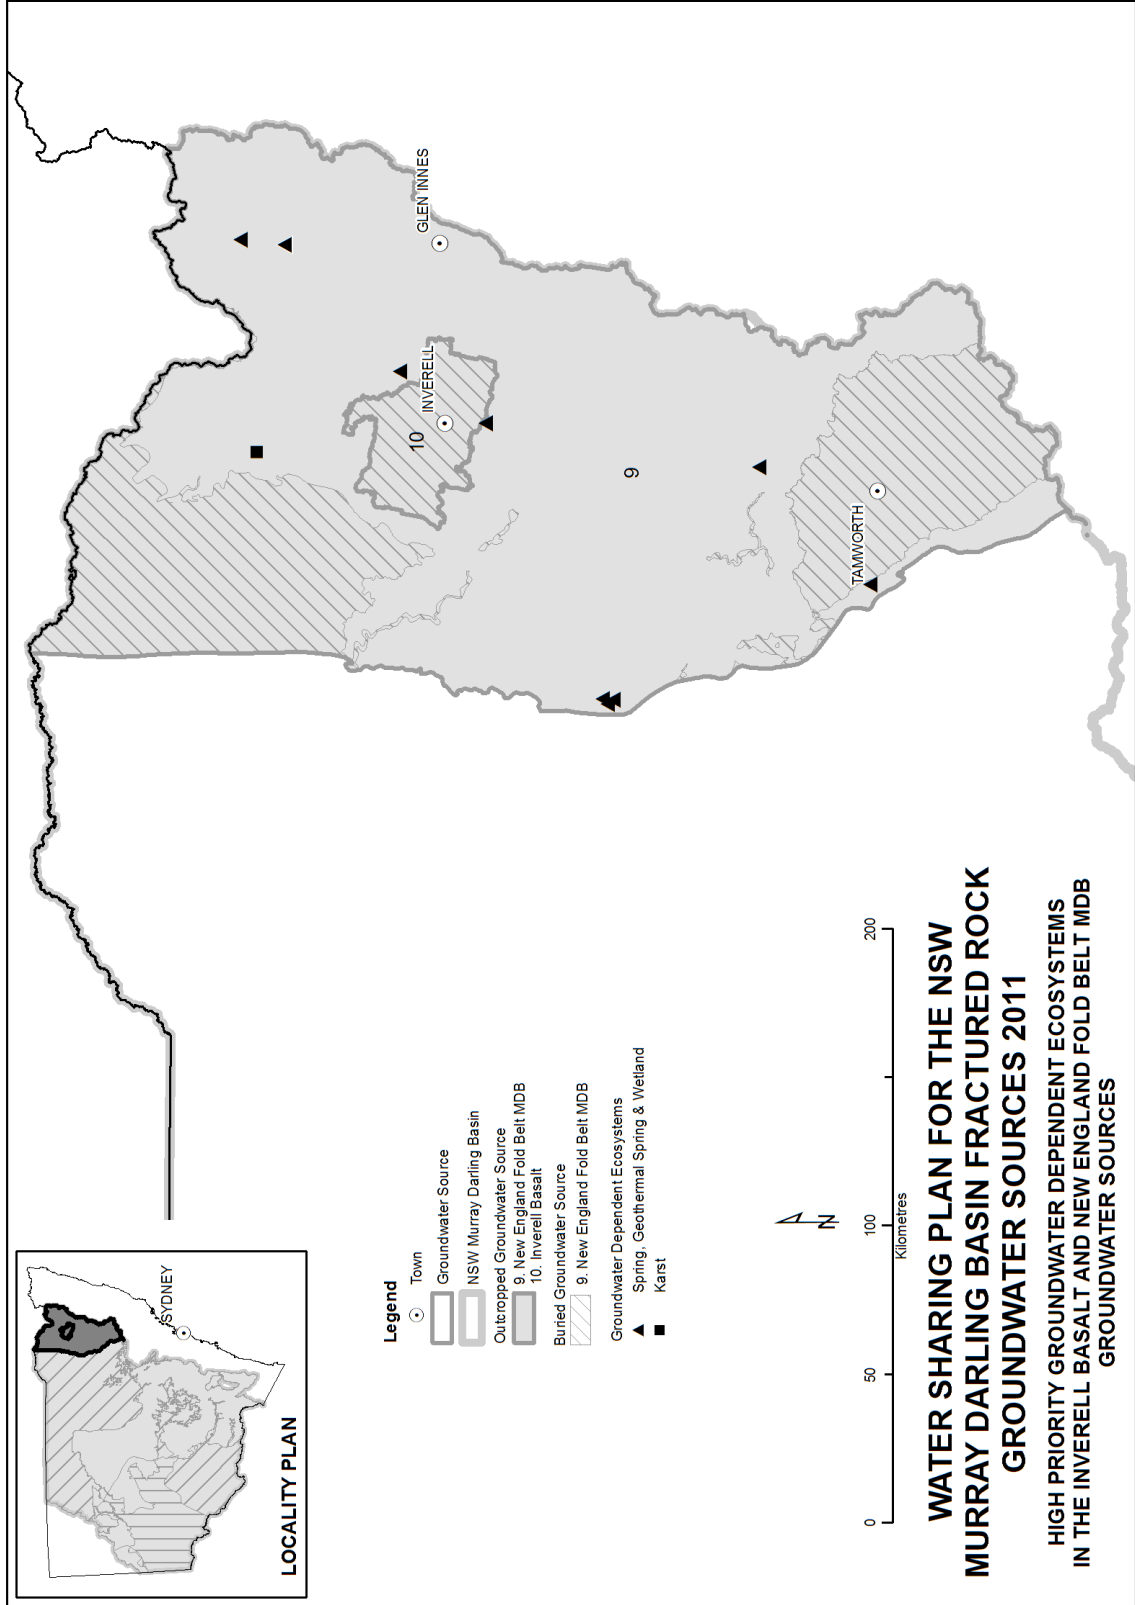 SYDNEY
LOCALITY PLAN
GLEN INNES
INVERELL
10
9
TAMWORTH
Legend
Town
Groundwater Source
NSW Murray Darling Basin
Outcropped Groundwater Source
9. New England Fold Belt MDB
10. Inverell Basalt
Buried Groundwater Source
9. New England Fold Belt MDB
Groundwater Dependent Ecosystems
Spring, Geothermal Spring & Wetland
Karst
N
0 50 100 200
Kilometres
WATER SHARING PLAN FOR THE NSW
MURRAY DARLING BASIN FRACTURED ROCK
GROUNDWATER SOURCES 2011
HIGH PRIORITY GROUNDWATER DEPENDENT ECOSYSTEMS
IN THE INVERELL BASALT AND NEW ENGLAND FOLD BELT MDB
GROUNDWATER SOURCES